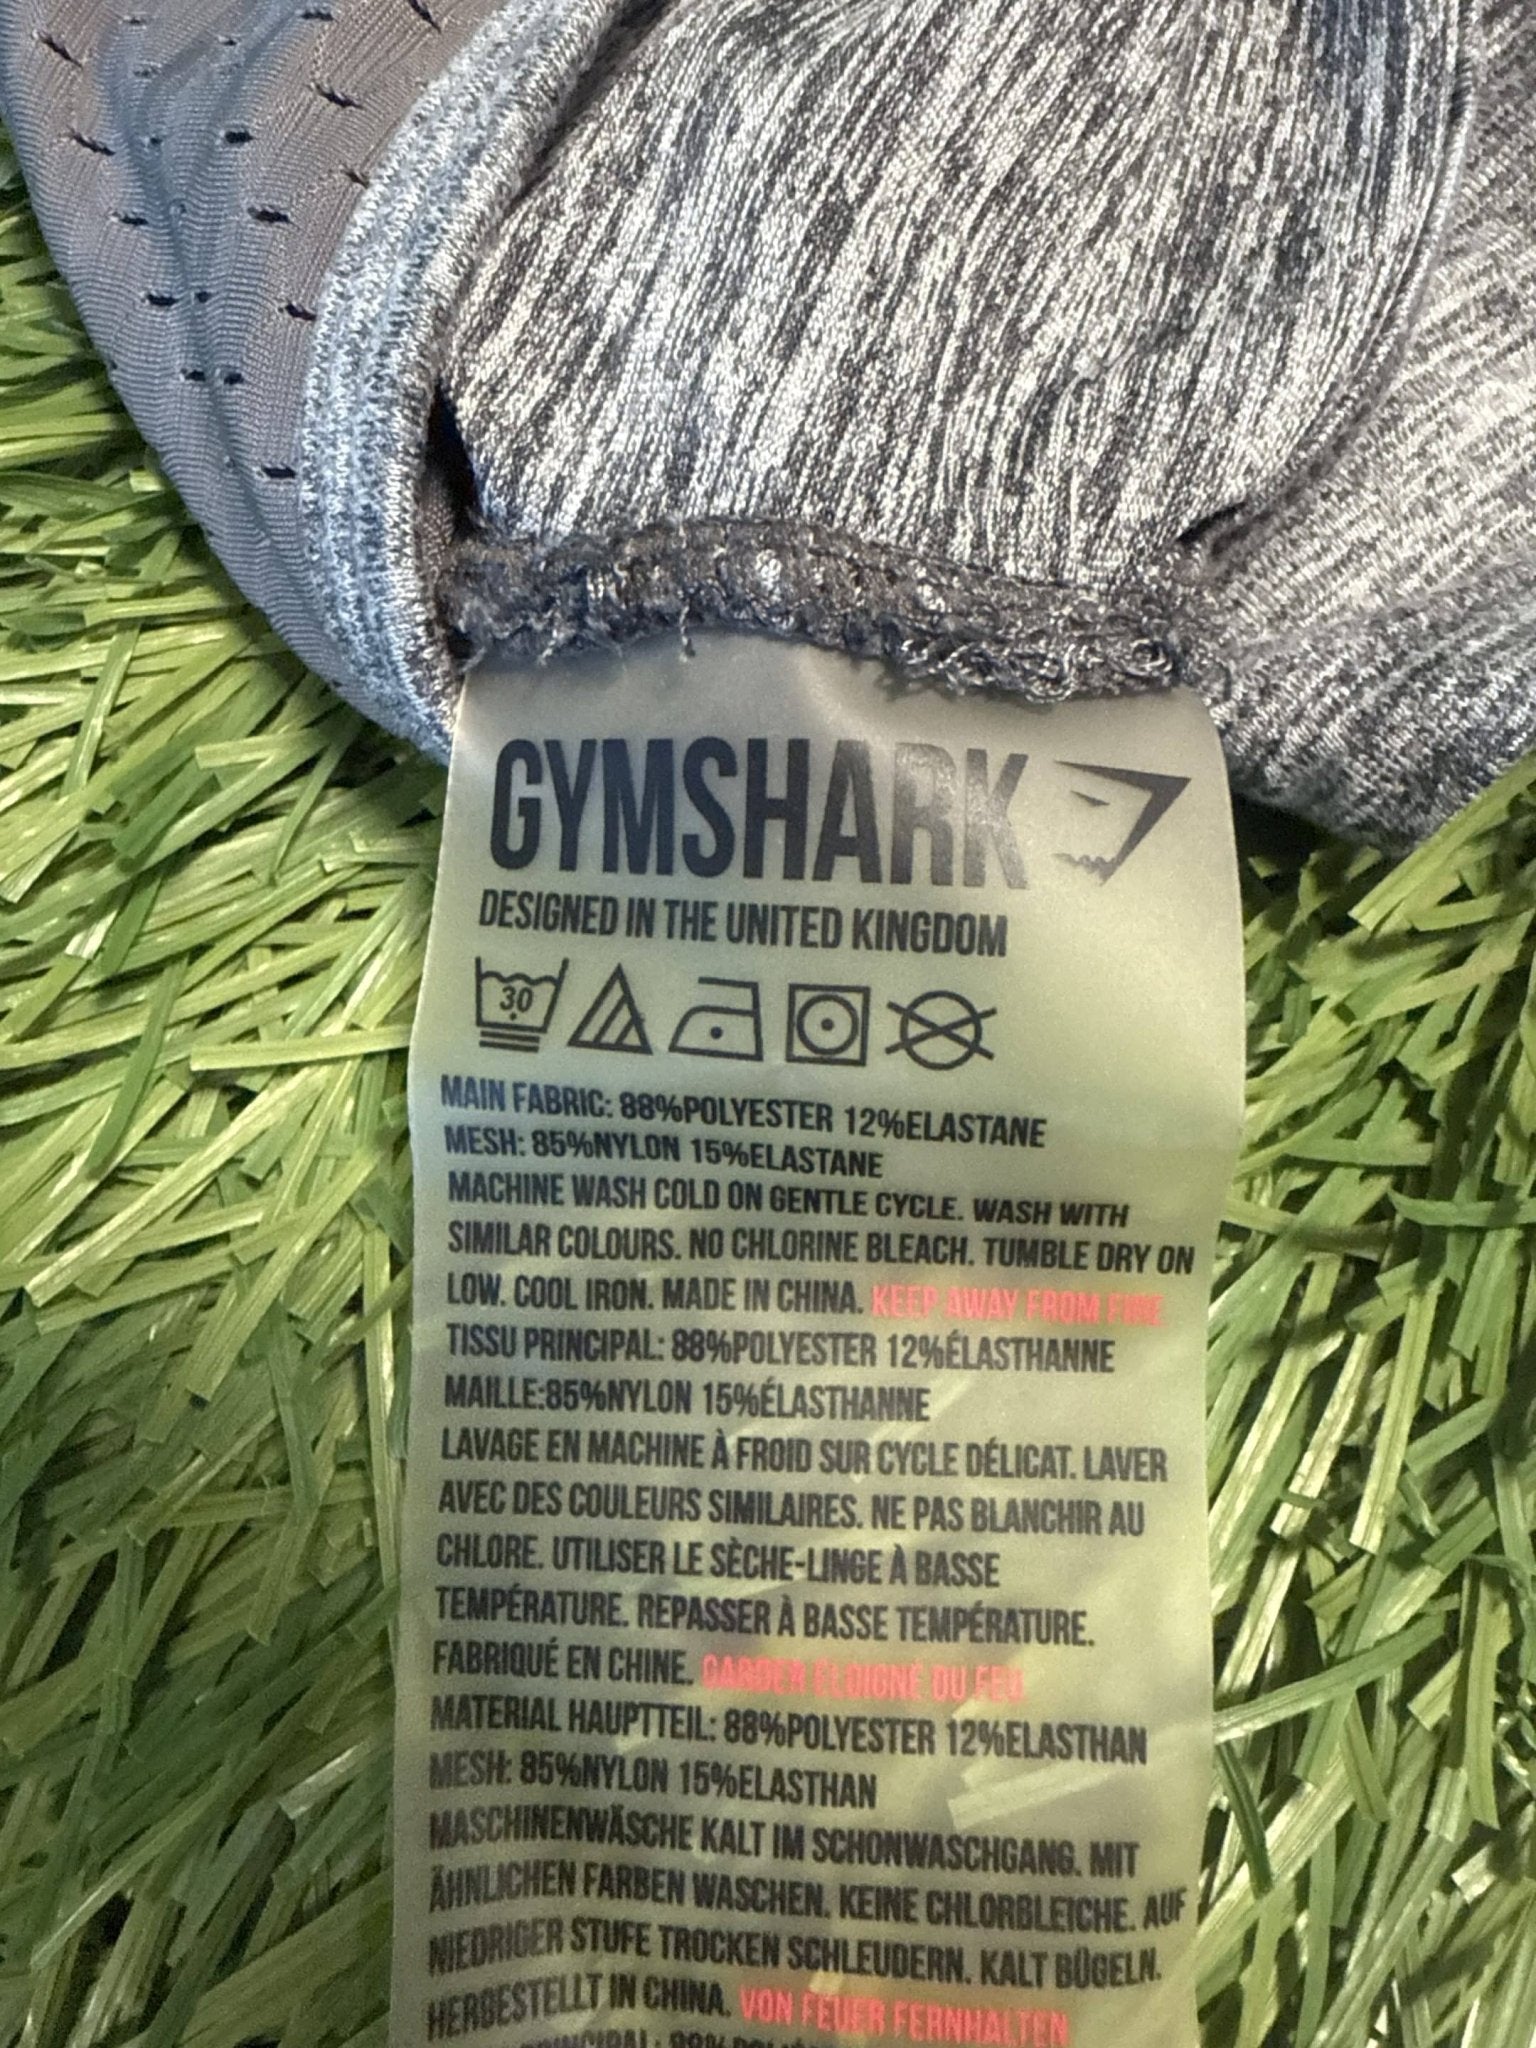 GYMSHARK
DESIGNED IN THE UNITED KINGDOM
30
MAIN FABRIC: 88%POLYESTER 12%ELASTANE
MESH: 85%NYLON 15%ELASTANE
MACHINE WASH COLD ON GENTLE CYCLE. WASH WITH
SIMILAR COLOURS. NO CHLORINE BLEACH. TUMBLE DRY ON
LOW. COOL IRON. MADE IN CHINA. KEEP AWAY FROM FIRE
TISSU PRINCIPAL: 88%POLYESTER 12%ÉLASTHANNE
MAILLE:85%NYLON 15%ÉLASTHANNE
LAVAGE EN MACHINE À FROID SUR CYCLE DÉLICAT. LAVER
AVEC DES COULEURS SIMILAIRES. NE PAS BLANCHIR AU
CHLORE. UTILISER LE SÈCHE-LINGE À BASSE
TEMPÉRATURE. REPASSER À BASSE TEMPÉRATURE.
FABRIQUÉ EN CHINE. GARDER ÉLOIGNÉ DU FEU
MATERIAL HAUPTTEIL: 88%POLYESTER 12%ELASTHAN
MESH: 85%NYLON 15%ELASTHAN
MASCHINENWÄSCHE KALT IM SCHONWASCHGANG. MIT
ÄHNLICHEN FARBEN WASCHEN. KEINE CHLORBLEICHE. AUF
NIEDRIGER STUFE TROCKEN SCHLEUDERN. KALT BÜGELN.
HERGESTELLT IN CHINA. VON FEUER FERNHALTEN